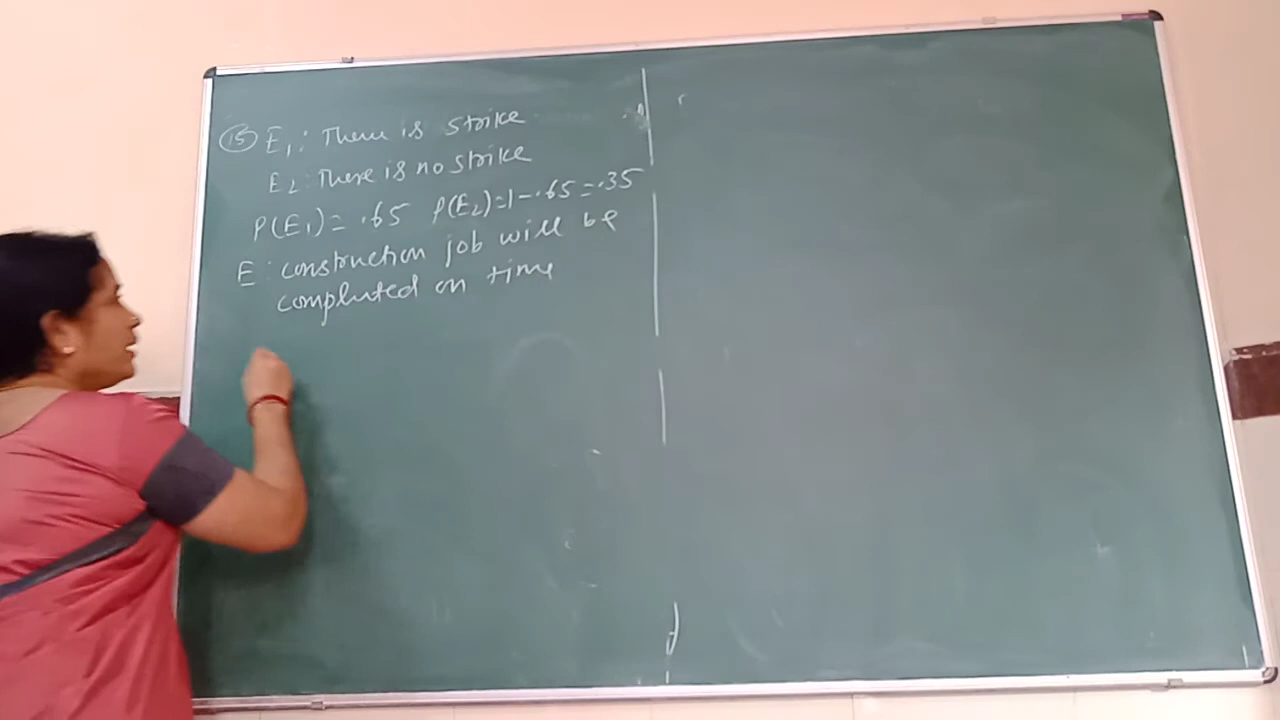 (15) E₁: There is strike
E₂: There is no strike
P(E₁) = .65 P(E₂)=1-.65=.35
E: construction job will be
completed on time